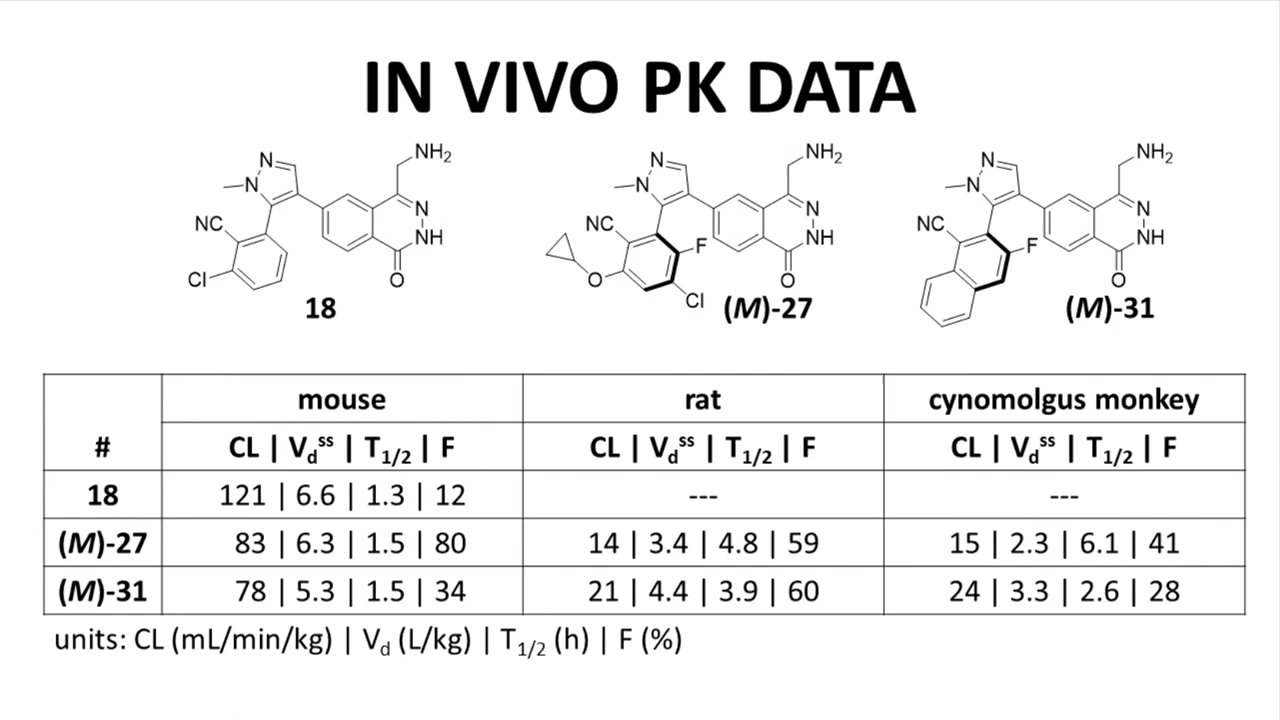 IN VIVO PK DATA
NH₂
N
N
N
NH
NC
Cl
O
18
NH₂
N
N
N
NH
NC
F
O
Cl
O
(M)-27
NH₂
N
N
N
NH
NC
F
O
(M)-31
# | mouse | rat | cynomolgus monkey
CL | Vdˢˢ | T1/2 | F CL | Vdˢˢ | T1/2 | F CL | Vdˢˢ | T1/2 | F
18 121 | 6.6 | 1.3 | 12 --- ---
(M)-27 83 | 6.3 | 1.5 | 80 14 | 3.4 | 4.8 | 59 15 | 2.3 | 6.1 | 41
(M)-31 78 | 5.3 | 1.5 | 34 21 | 4.4 | 3.9 | 60 24 | 3.3 | 2.6 | 28
units: CL (mL/min/kg) | Vd (L/kg) | T1/2 (h) | F (%)